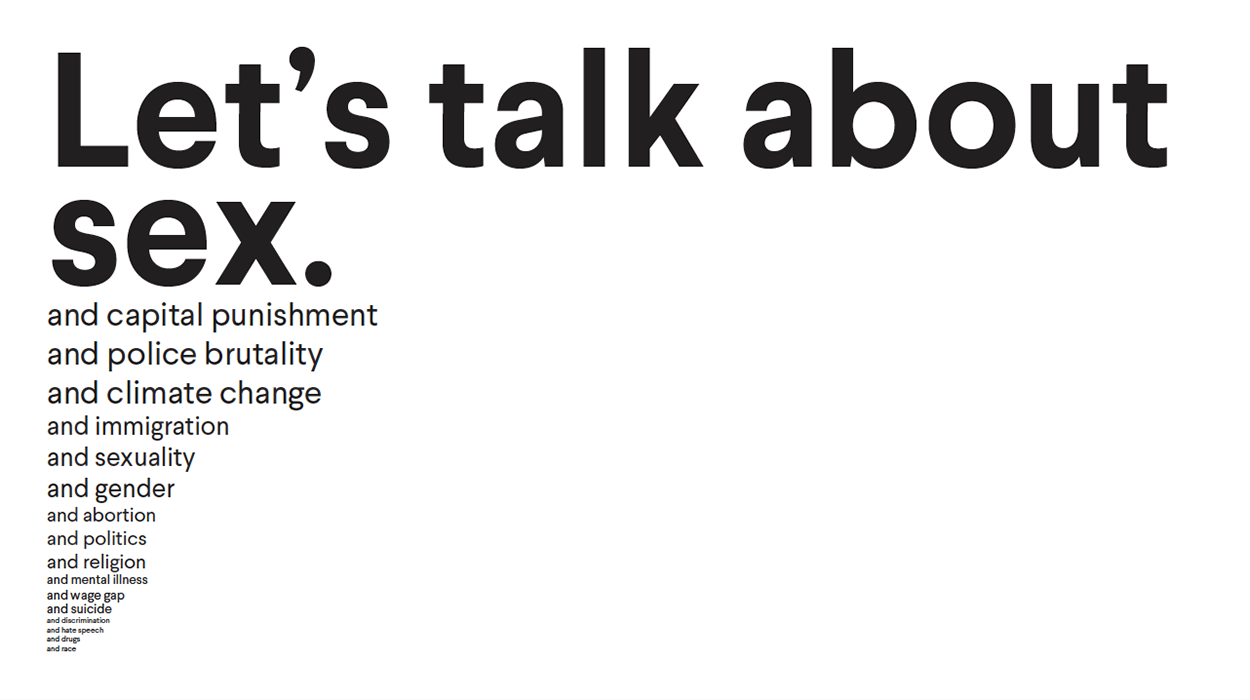 Let’s talk about
sex.
and capital punishment
and police brutality
and climate change
and immigration
and sexuality
and gender
and abortion
and politics
and religion
and mental illness
and wage gap
and suicide
and discrimination
and hate speech
and drugs
and race